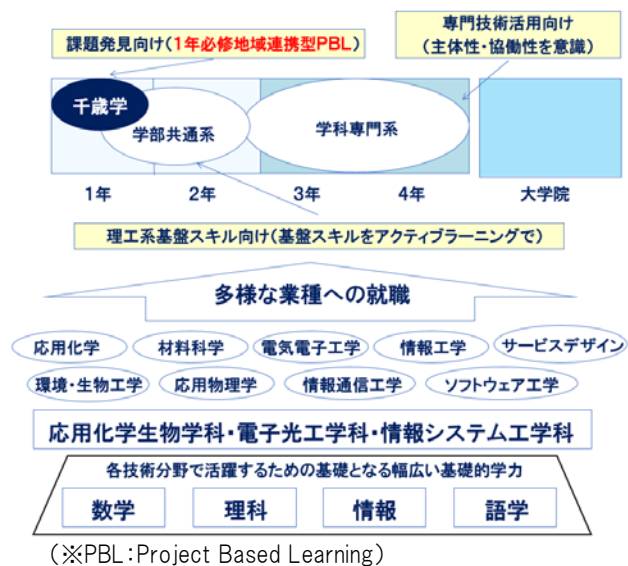 課題発見向け(1年必修地域連携型PBL)
専門技術活用向け
(主体性・協働性を意識)
千歳学
学部共通系
学科専門系
1年
2年
3年
4年
大学院
理工系基盤スキル向け(基盤スキルをアクティブラーニングで)
多様な業種への就職
応用化学
材料科学
電気電子工学
情報工学
サービスデザイン
環境・生物工学
応用物理学
情報通信工学
ソフトウェア工学
応用化学生物学科・電子光工学科・情報システム工学科
各技術分野で活躍するための基礎となる幅広い基礎的学力
数学
理科
情報
語学
(※PBL:Project Based Learning)